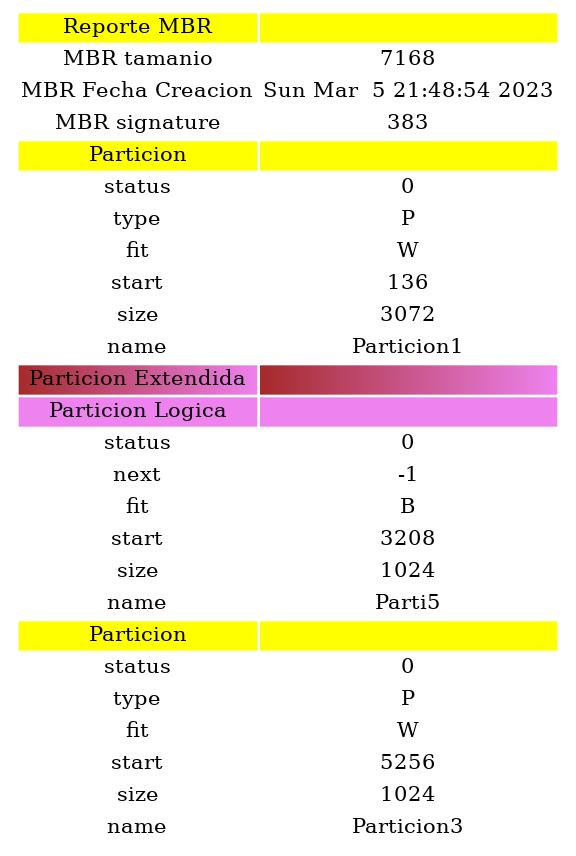 Reporte MBR
MBR tamanio 7168
MBR Fecha Creacion Sun Mar  5 21:48:54 2023
MBR signature 383
Particion
status 0
type P
fit W
start 136
size 3072
name Particion1
Particion Extendida
Particion Logica
status 0
next -1
fit B
start 3208
size 1024
name Parti5
Particion
status 0
type P
fit W
start 5256
size 1024
name Particion3